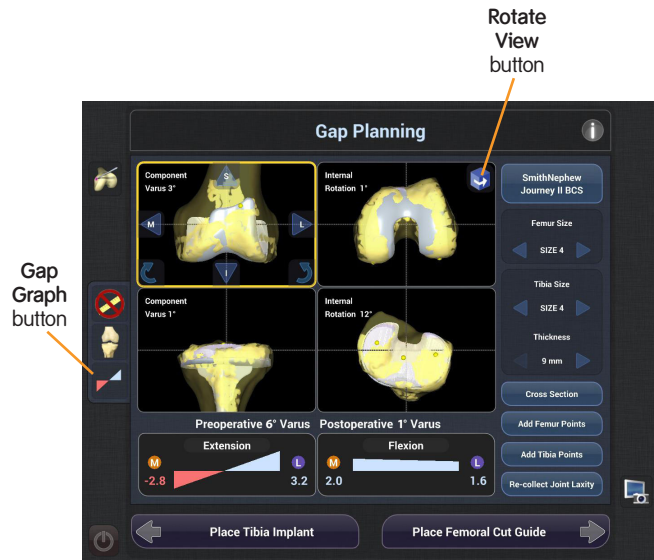 Rotate
View
button
Gap Planning
i
Component
Varus 3°
S
M
L
I
Internal
Rotation 1°
SmithNephew
Journey II BCS
Femur Size
SIZE 4
Gap
Graph
button
Component
Varus 1°
Internal
Rotation 12°
Tibia Size
SIZE 4
Thickness
9 mm
Cross Section
Preoperative 6° Varus Postoperative 1° Varus
Add Femur Points
Extension
M
L
-2.8
3.2
Flexion
M
L
2.0
1.6
Add Tibia Points
Re-collect Joint Laxity
Place Tibia Implant
Place Femoral Cut Guide